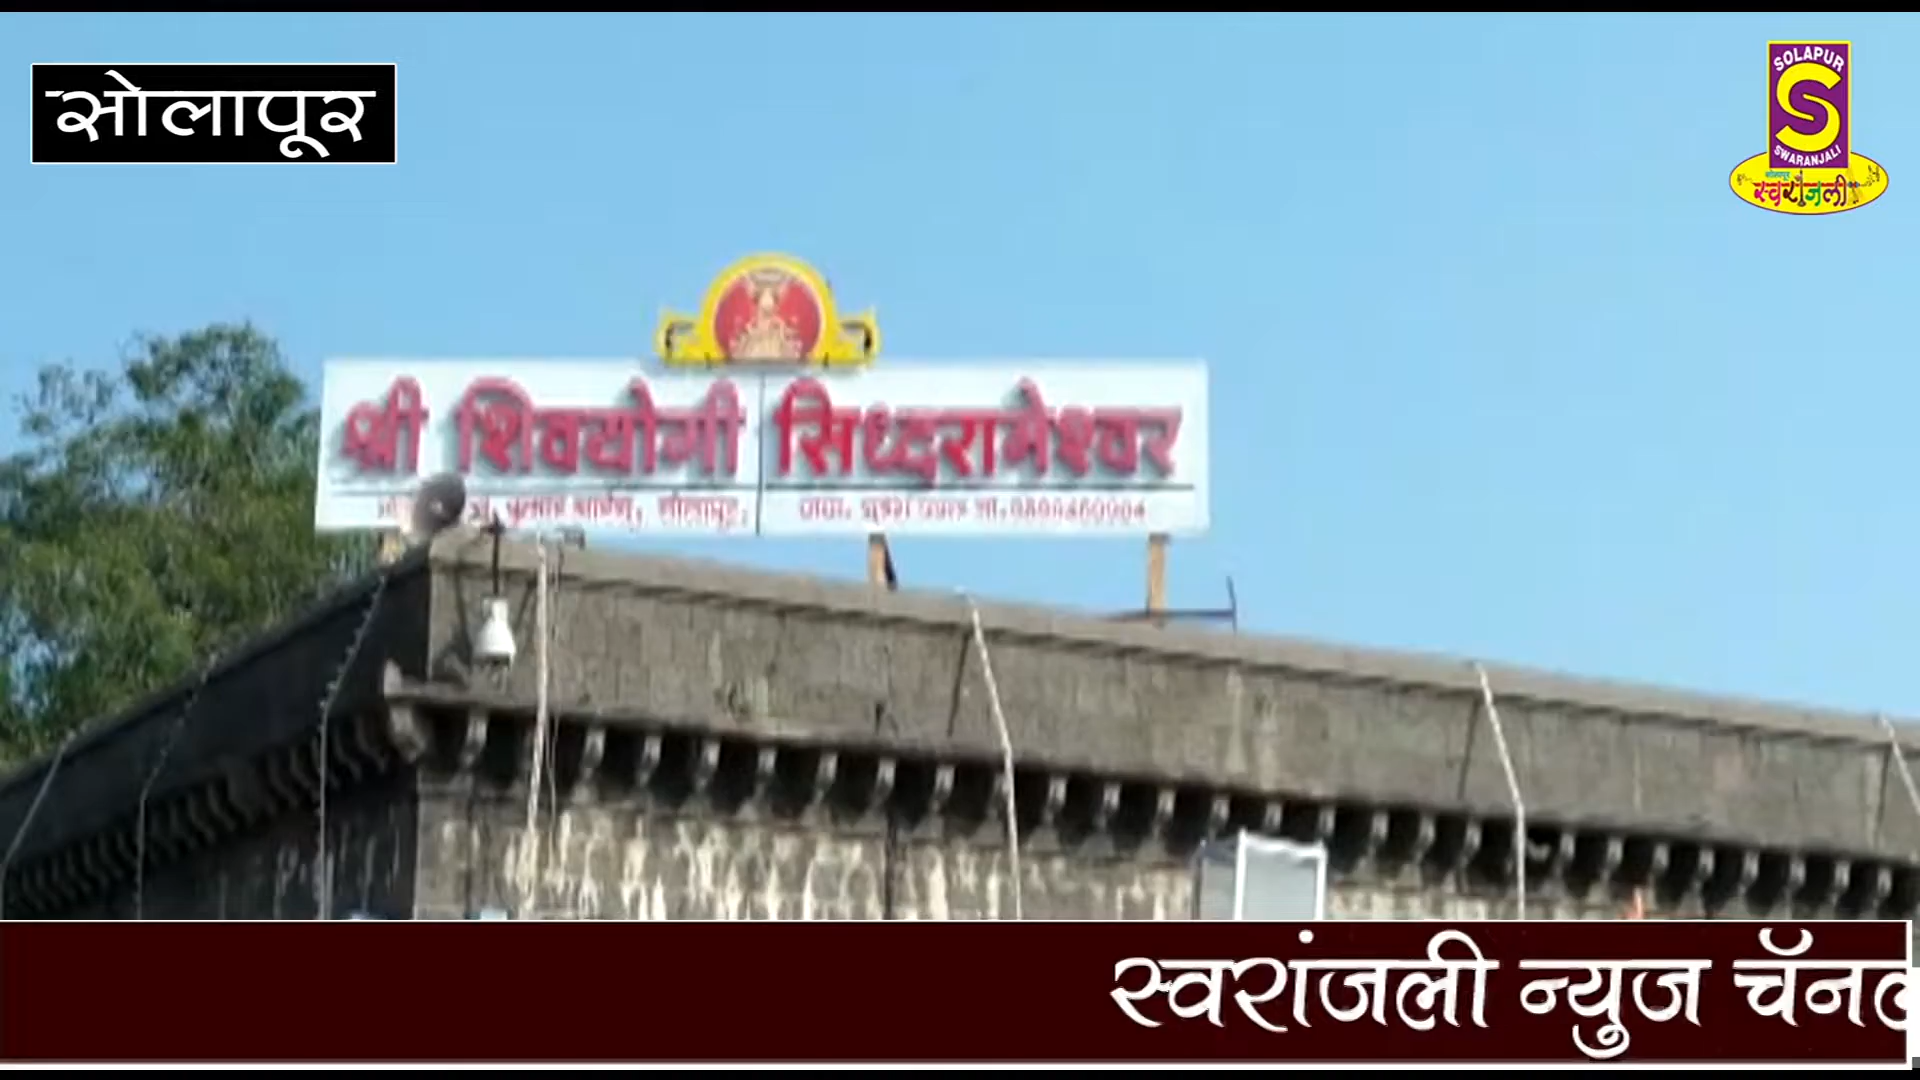 सोलापूर
SOLAPUR
S
SWARANJALI
सोलापूर
स्वरांजली
श्री शिवयोगी सिध्दरामेश्वर
सोलापूर.
स्वरांजली न्युज चॅनल